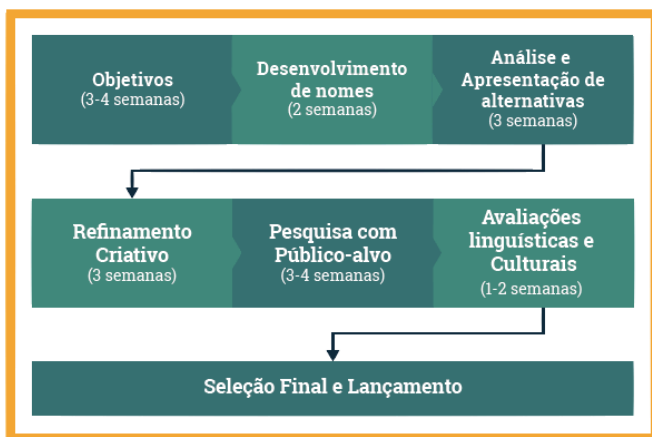 Objetivos
(3-4 semanas)
Desenvolvimento
de nomes
(2 semanas)
Análise e
Apresentação de
alternativas
(3 semanas)
Refinamento
Criativo
(3 semanas)
Pesquisa com
Público-alvo
(3-4 semanas)
Avaliações
linguísticas e
Culturais
(1-2 semanas)
Seleção Final e Lançamento